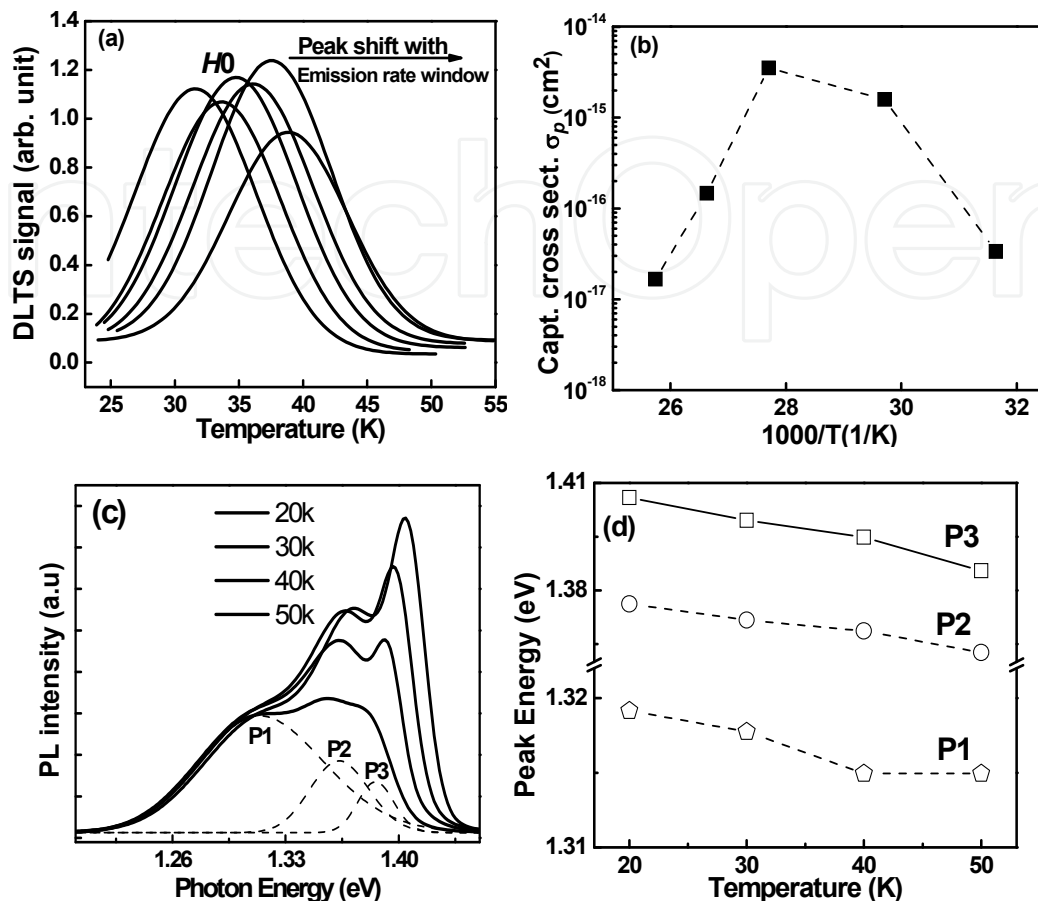 (a)
H0
Peak shift with
Emission rate window
DLTS signal (arb. unit)
1.4
1.2
1.0
0.8
0.6
0.4
0.2
0.0
25 30 35 40 45 50 55
Temperature (K)
(b)
Capt. cross sect. σp (cm2)
10-14
10-15
10-16
10-17
10-18
26 28 30 32
1000/T(1/K)
IntechOpen
(c)
20k
30k
40k
50k
P1
P2
P3
PL intensity (a.u)
1.26 1.33 1.40
Photon Energy (eV)
(d)
P3
P2
P1
Peak Energy (eV)
1.41
1.38
1.32
1.31
20 30 40 50
Temperature (K)